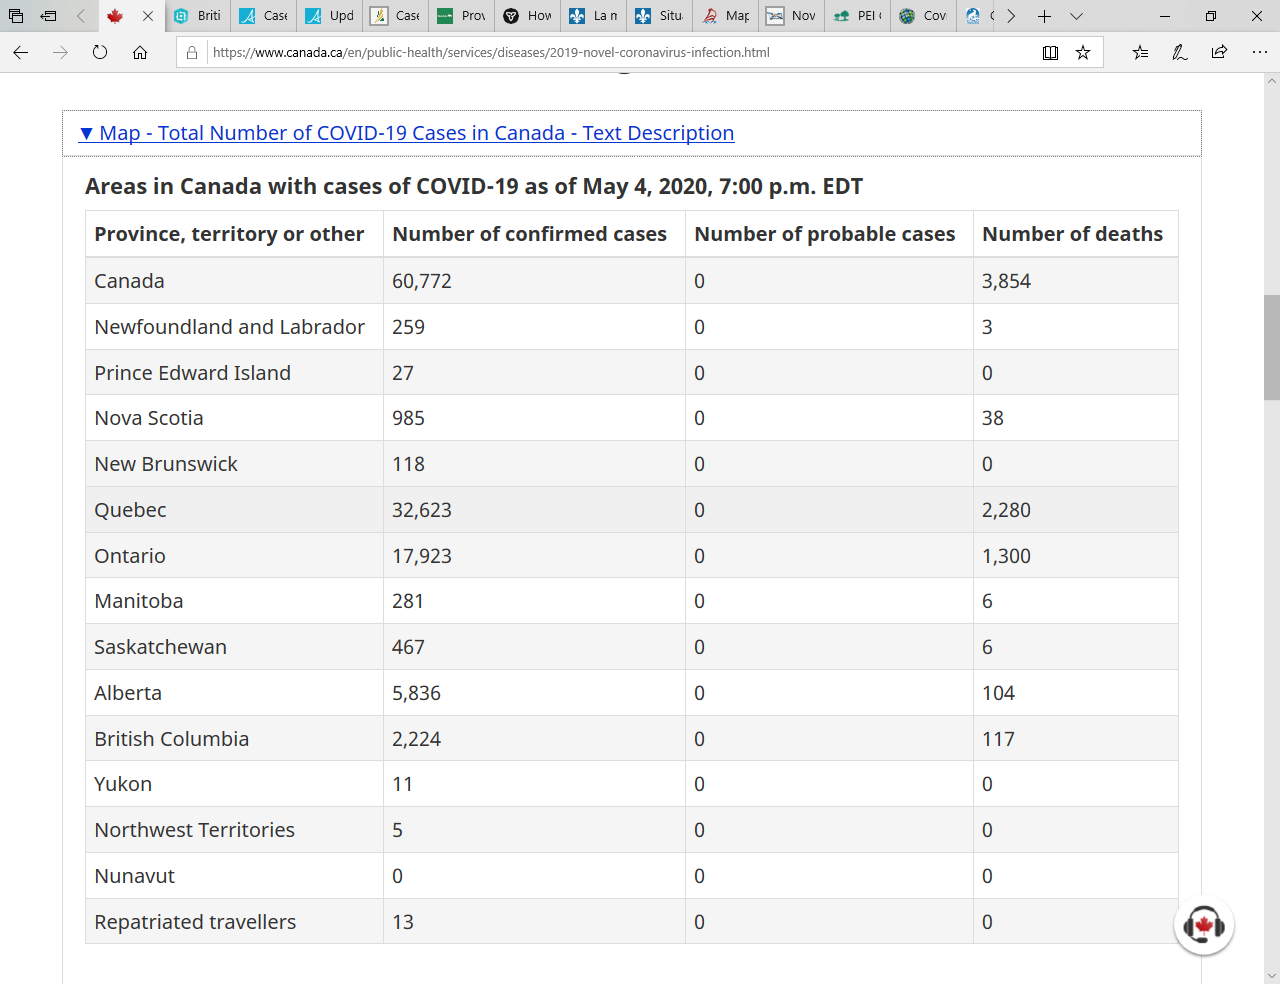 Briti Case Upd Case Prov How La m Situ Map Nov PEI Cov
https://www.canada.ca/en/public-health/services/diseases/2019-novel-coronavirus-infection.html
▼ Map - Total Number of COVID-19 Cases in Canada - Text Description
Areas in Canada with cases of COVID-19 as of May 4, 2020, 7:00 p.m. EDT
Province, territory or other Number of confirmed cases Number of probable cases Number of deaths
Canada 60,772 0 3,854
Newfoundland and Labrador 259 0 3
Prince Edward Island 27 0 0
Nova Scotia 985 0 38
New Brunswick 118 0 0
Quebec 32,623 0 2,280
Ontario 17,923 0 1,300
Manitoba 281 0 6
Saskatchewan 467 0 6
Alberta 5,836 0 104
British Columbia 2,224 0 117
Yukon 11 0 0
Northwest Territories 5 0 0
Nunavut 0 0 0
Repatriated travellers 13 0 0